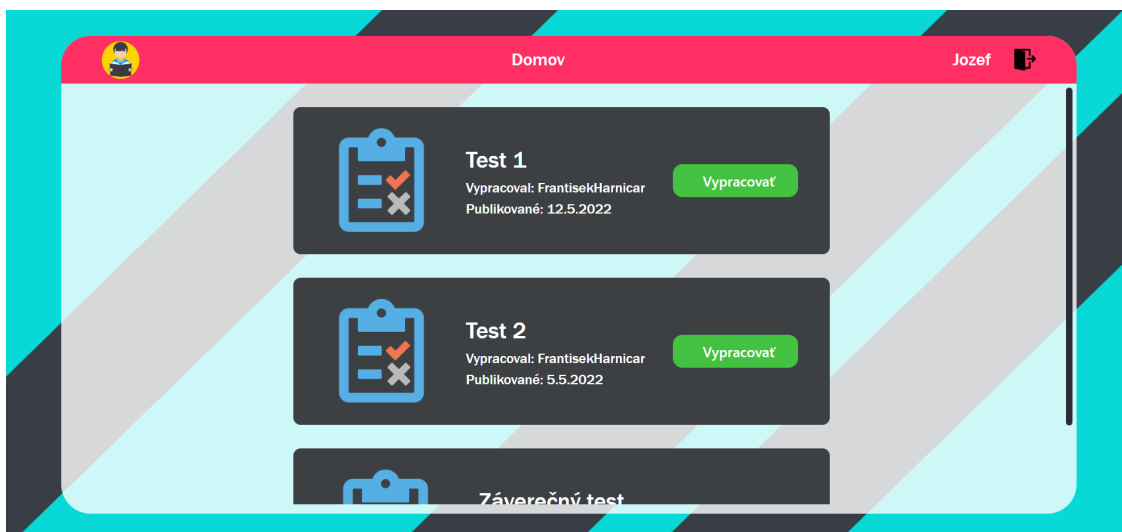 Domov
Jozef
Test 1
Vypracoval: FrantisekHarnicar
Publikované: 12.5.2022
Vypracovať
Test 2
Vypracoval: FrantisekHarnicar
Publikované: 5.5.2022
Vypracovať
Záverečný test